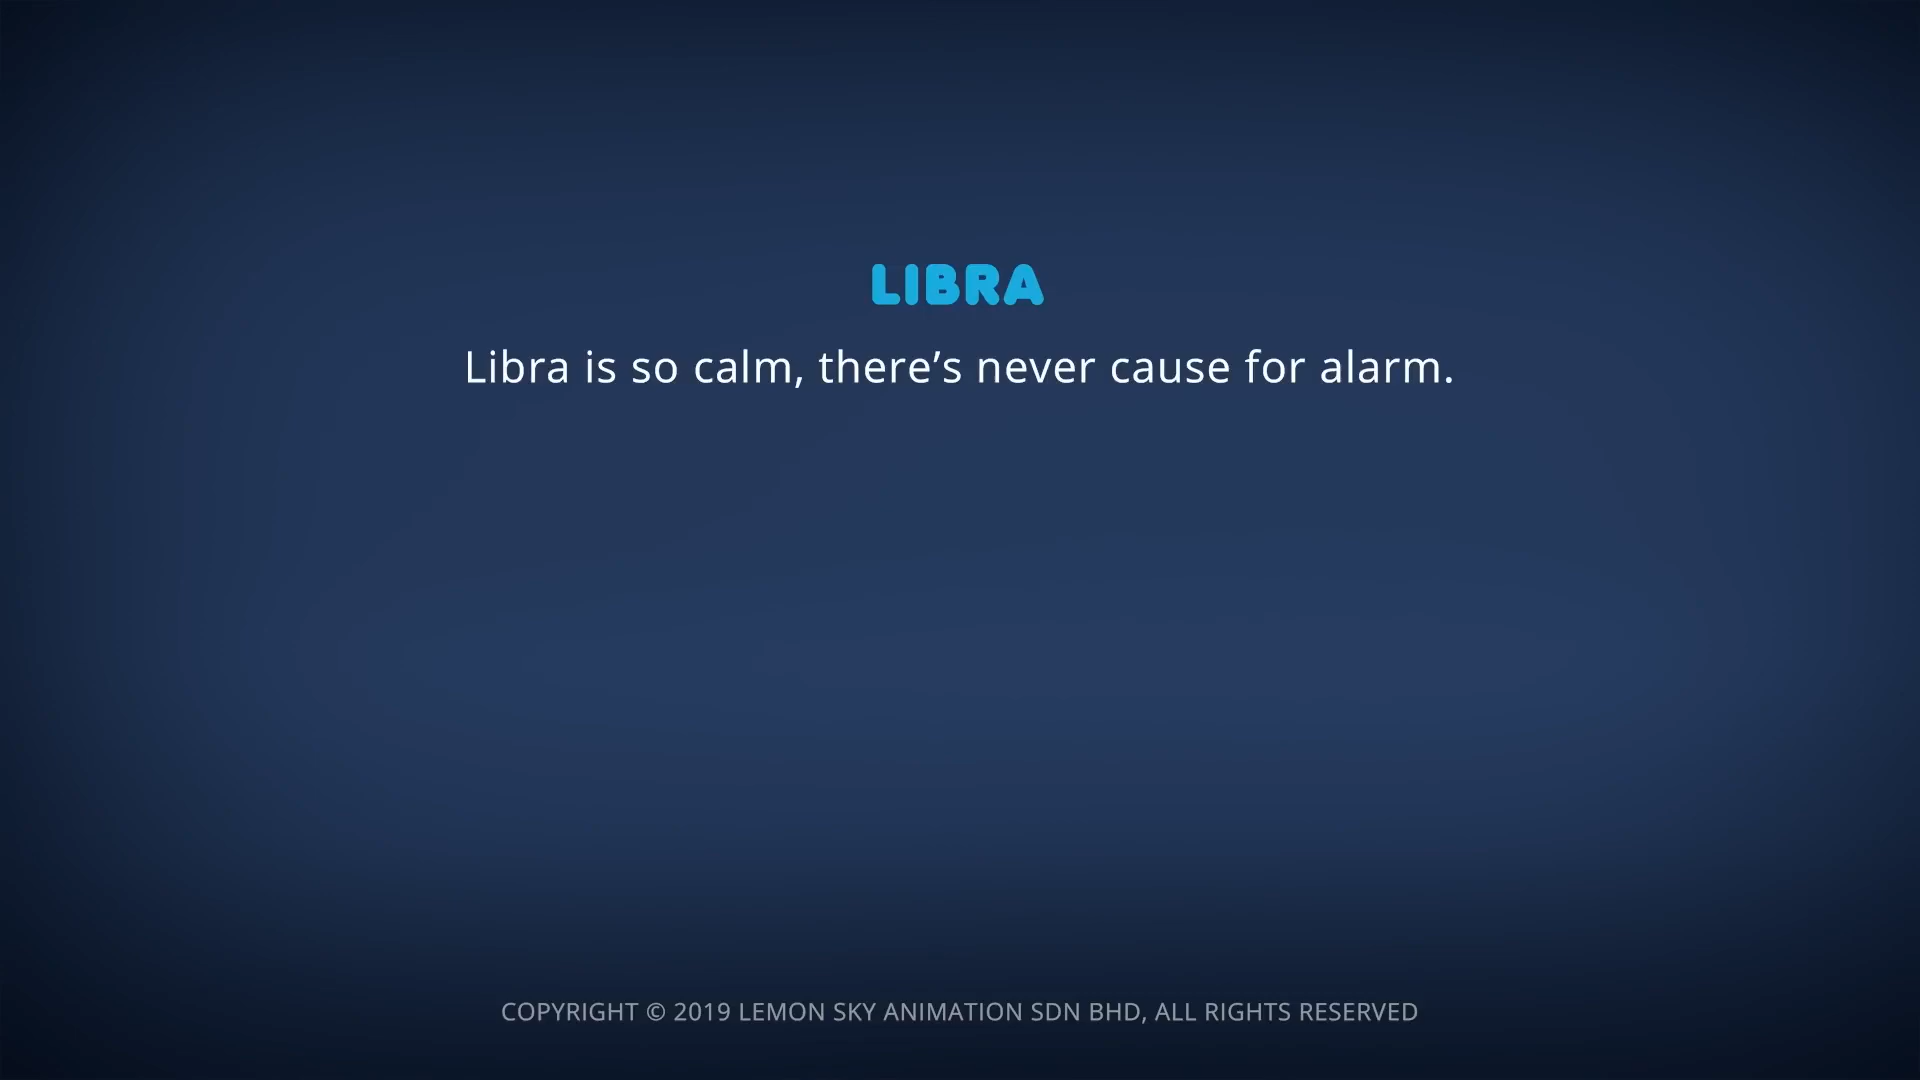 LIBRA
Libra is so calm, there’s never cause for alarm.
COPYRIGHT © 2019 LEMON SKY ANIMATION SDN BHD, ALL RIGHTS RESERVED